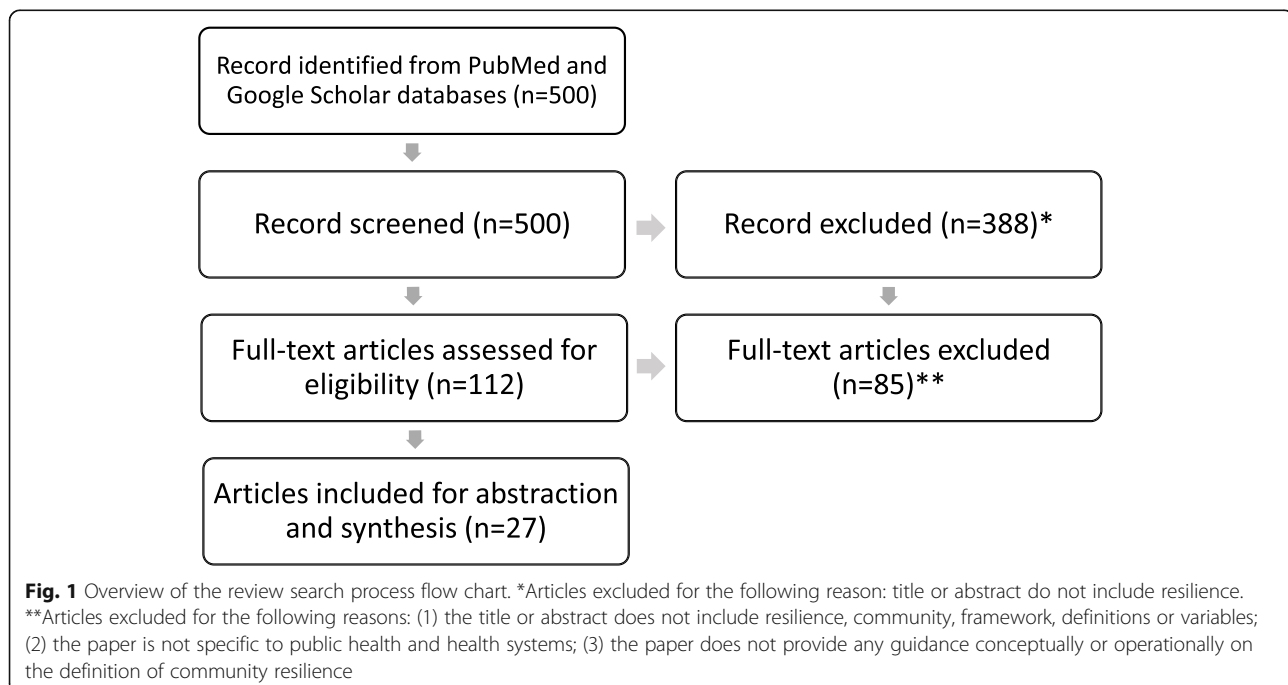 Record identified from PubMed and
Google Scholar databases (n=500)
Record screened (n=500)
Record excluded (n=388)*
Full-text articles assessed for
eligibility (n=112)
Full-text articles excluded
(n=85)**
Articles included for abstraction
and synthesis (n=27)
Fig. 1 Overview of the review search process flow chart. *Articles excluded for the following reason: title or abstract do not include resilience.
**Articles excluded for the following reasons: (1) the title or abstract does not include resilience, community, framework, definitions or variables;
(2) the paper is not specific to public health and health systems; (3) the paper does not provide any guidance conceptually or operationally on
the definition of community resilience